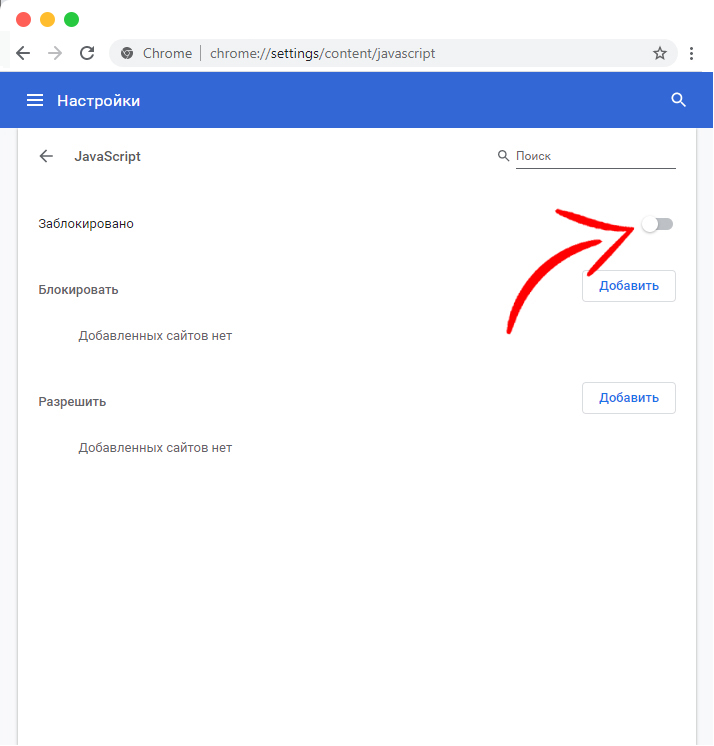 Chrome | chrome://settings/content/javascript
Настройки
JavaScript
Поиск
Заблокировано
Блокировать
Добавить
Добавленных сайтов нет
Разрешить
Добавить
Добавленных сайтов нет